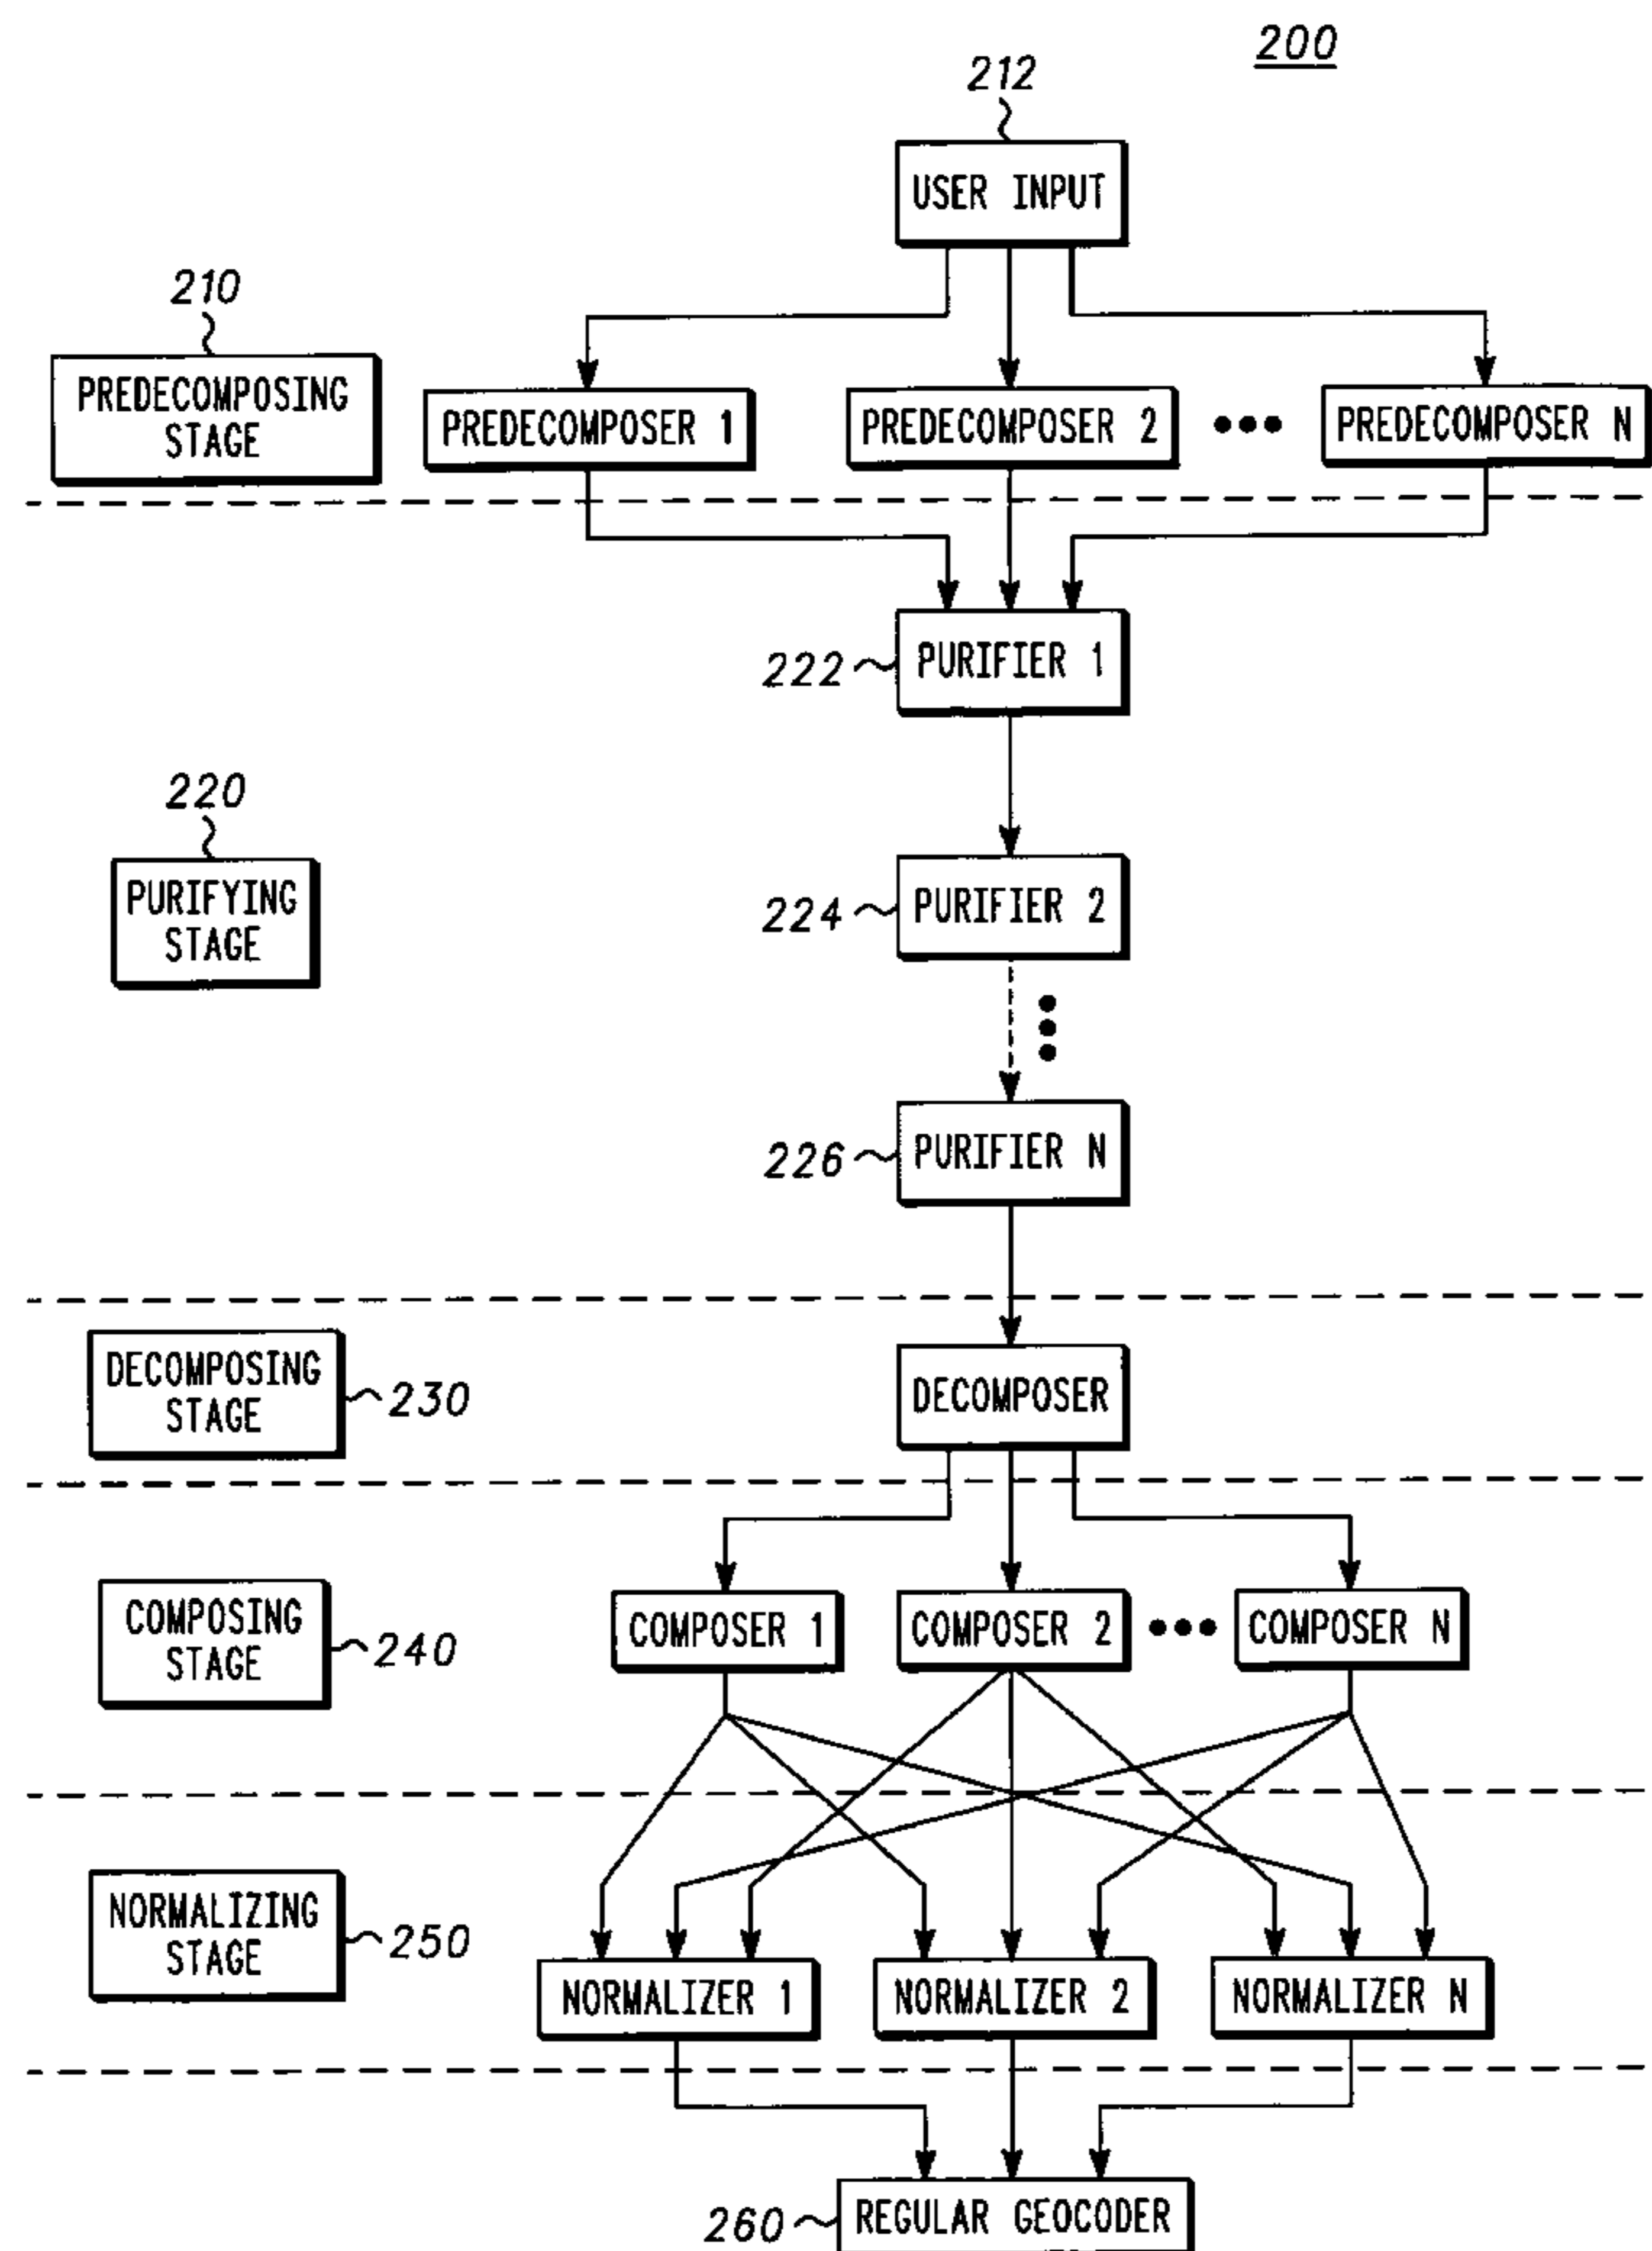 200
212
USER INPUT
210
PREDECOMPOSING
STAGE
PREDECOMPOSER 1
PREDECOMPOSER 2
PREDECOMPOSER N
222
PURIFIER 1
220
PURIFYING
STAGE
224
PURIFIER 2
226
PURIFIER N
DECOMPOSING
STAGE
230
DECOMPOSER
COMPOSING
STAGE
240
COMPOSER 1
COMPOSER 2
COMPOSER N
NORMALIZING
STAGE
250
NORMALIZER 1
NORMALIZER 2
NORMALIZER N
260
REGULAR GEOCODER